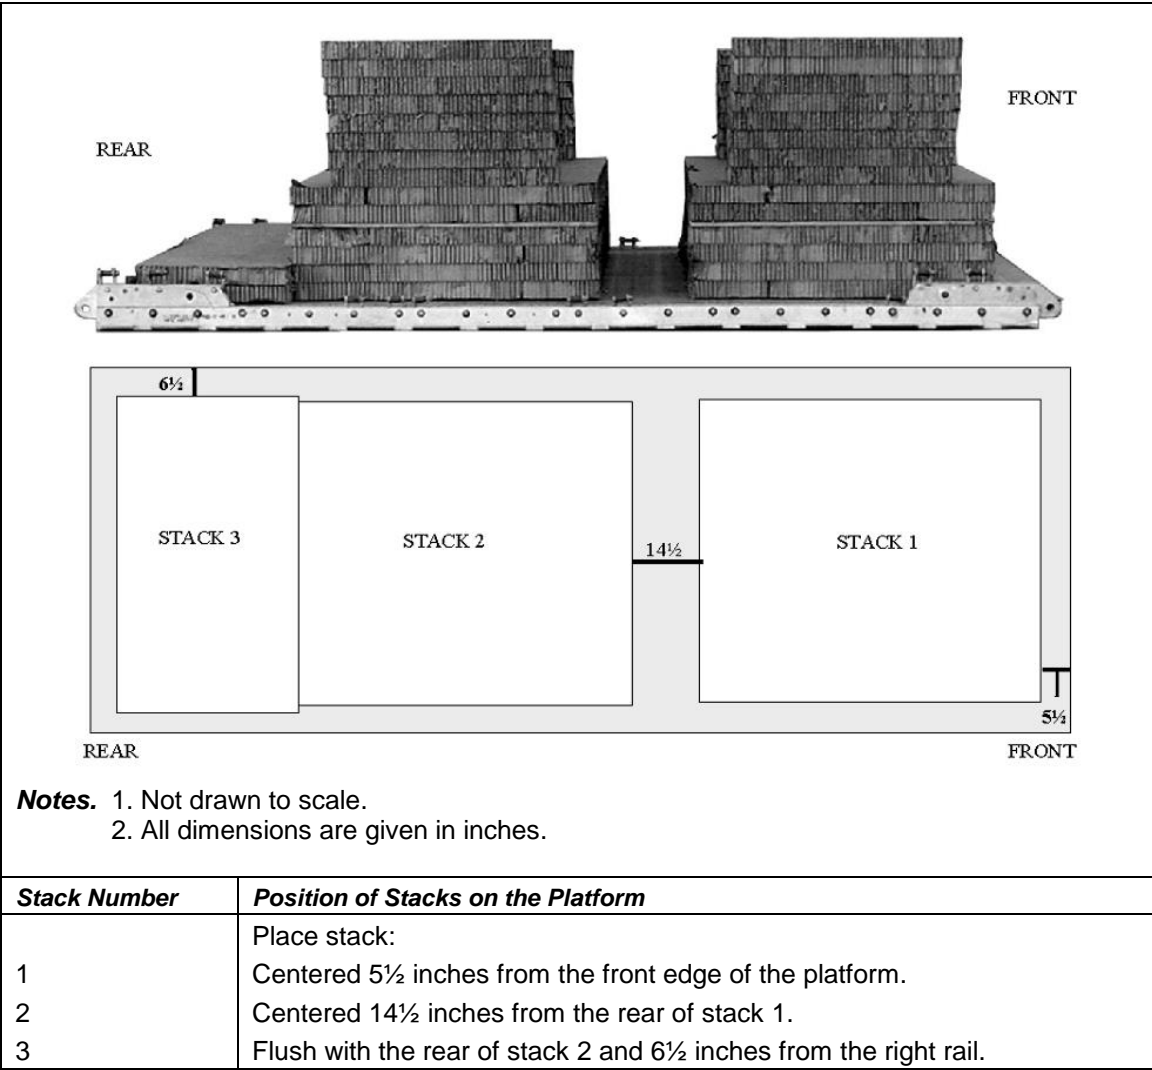 REAR
FRONT
6½
STACK 3
STACK 2
14½
STACK 1
5½
REAR
FRONT
Notes. 1. Not drawn to scale.
2. All dimensions are given in inches.
Stack Number Position of Stacks on the Platform
Place stack:
1 Centered 5½ inches from the front edge of the platform.
2 Centered 14½ inches from the rear of stack 1.
3 Flush with the rear of stack 2 and 6½ inches from the right rail.